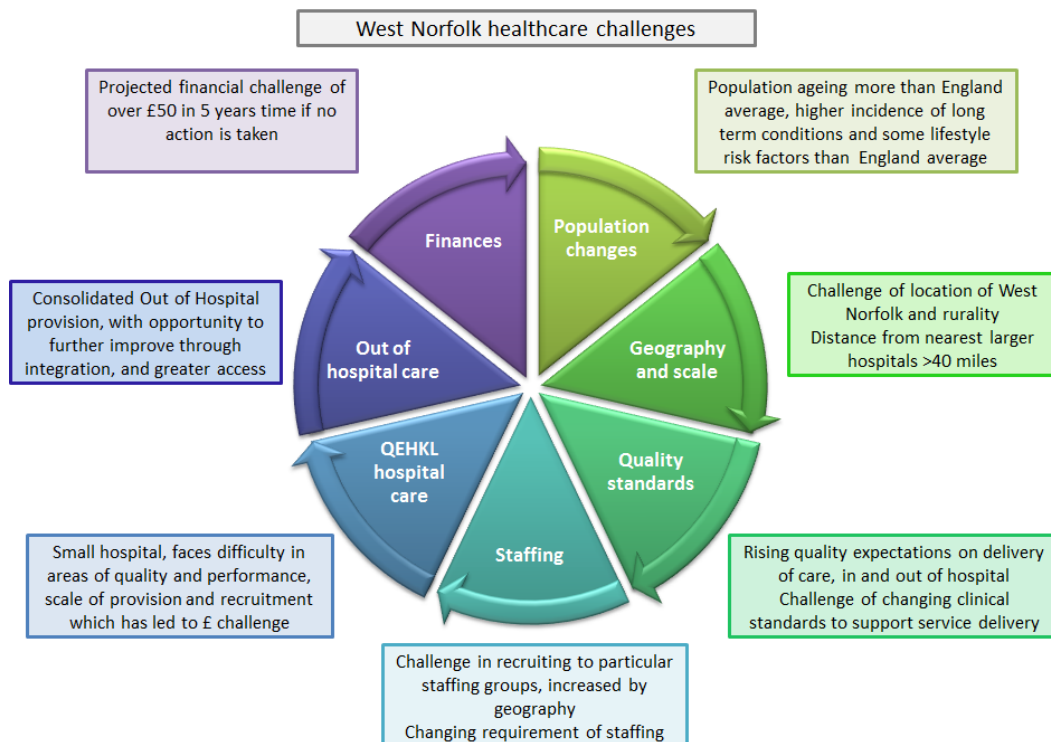 West Norfolk healthcare challenges
Projected financial challenge of
over £50 in 5 years time if no
action is taken
Population ageing more than England
average, higher incidence of long
term conditions and some lifestyle
risk factors than England average
Finances
Population
changes
Consolidated Out of Hospital
provision, with opportunity to
further improve through
integration, and greater access
Out of
hospital care
Geography
and scale
Challenge of location of West
Norfolk and rurality
Distance from nearest larger
hospitals >40 miles
QEHKL
hospital
care
Quality
standards
Staffing
Small hospital, faces difficulty in
areas of quality and performance,
scale of provision and recruitment
which has led to £ challenge
Rising quality expectations on delivery
of care, in and out of hospital
Challenge of changing clinical
standards to support service delivery
Challenge in recruiting to particular
staffing groups, increased by
geography
Changing requirement of staffing